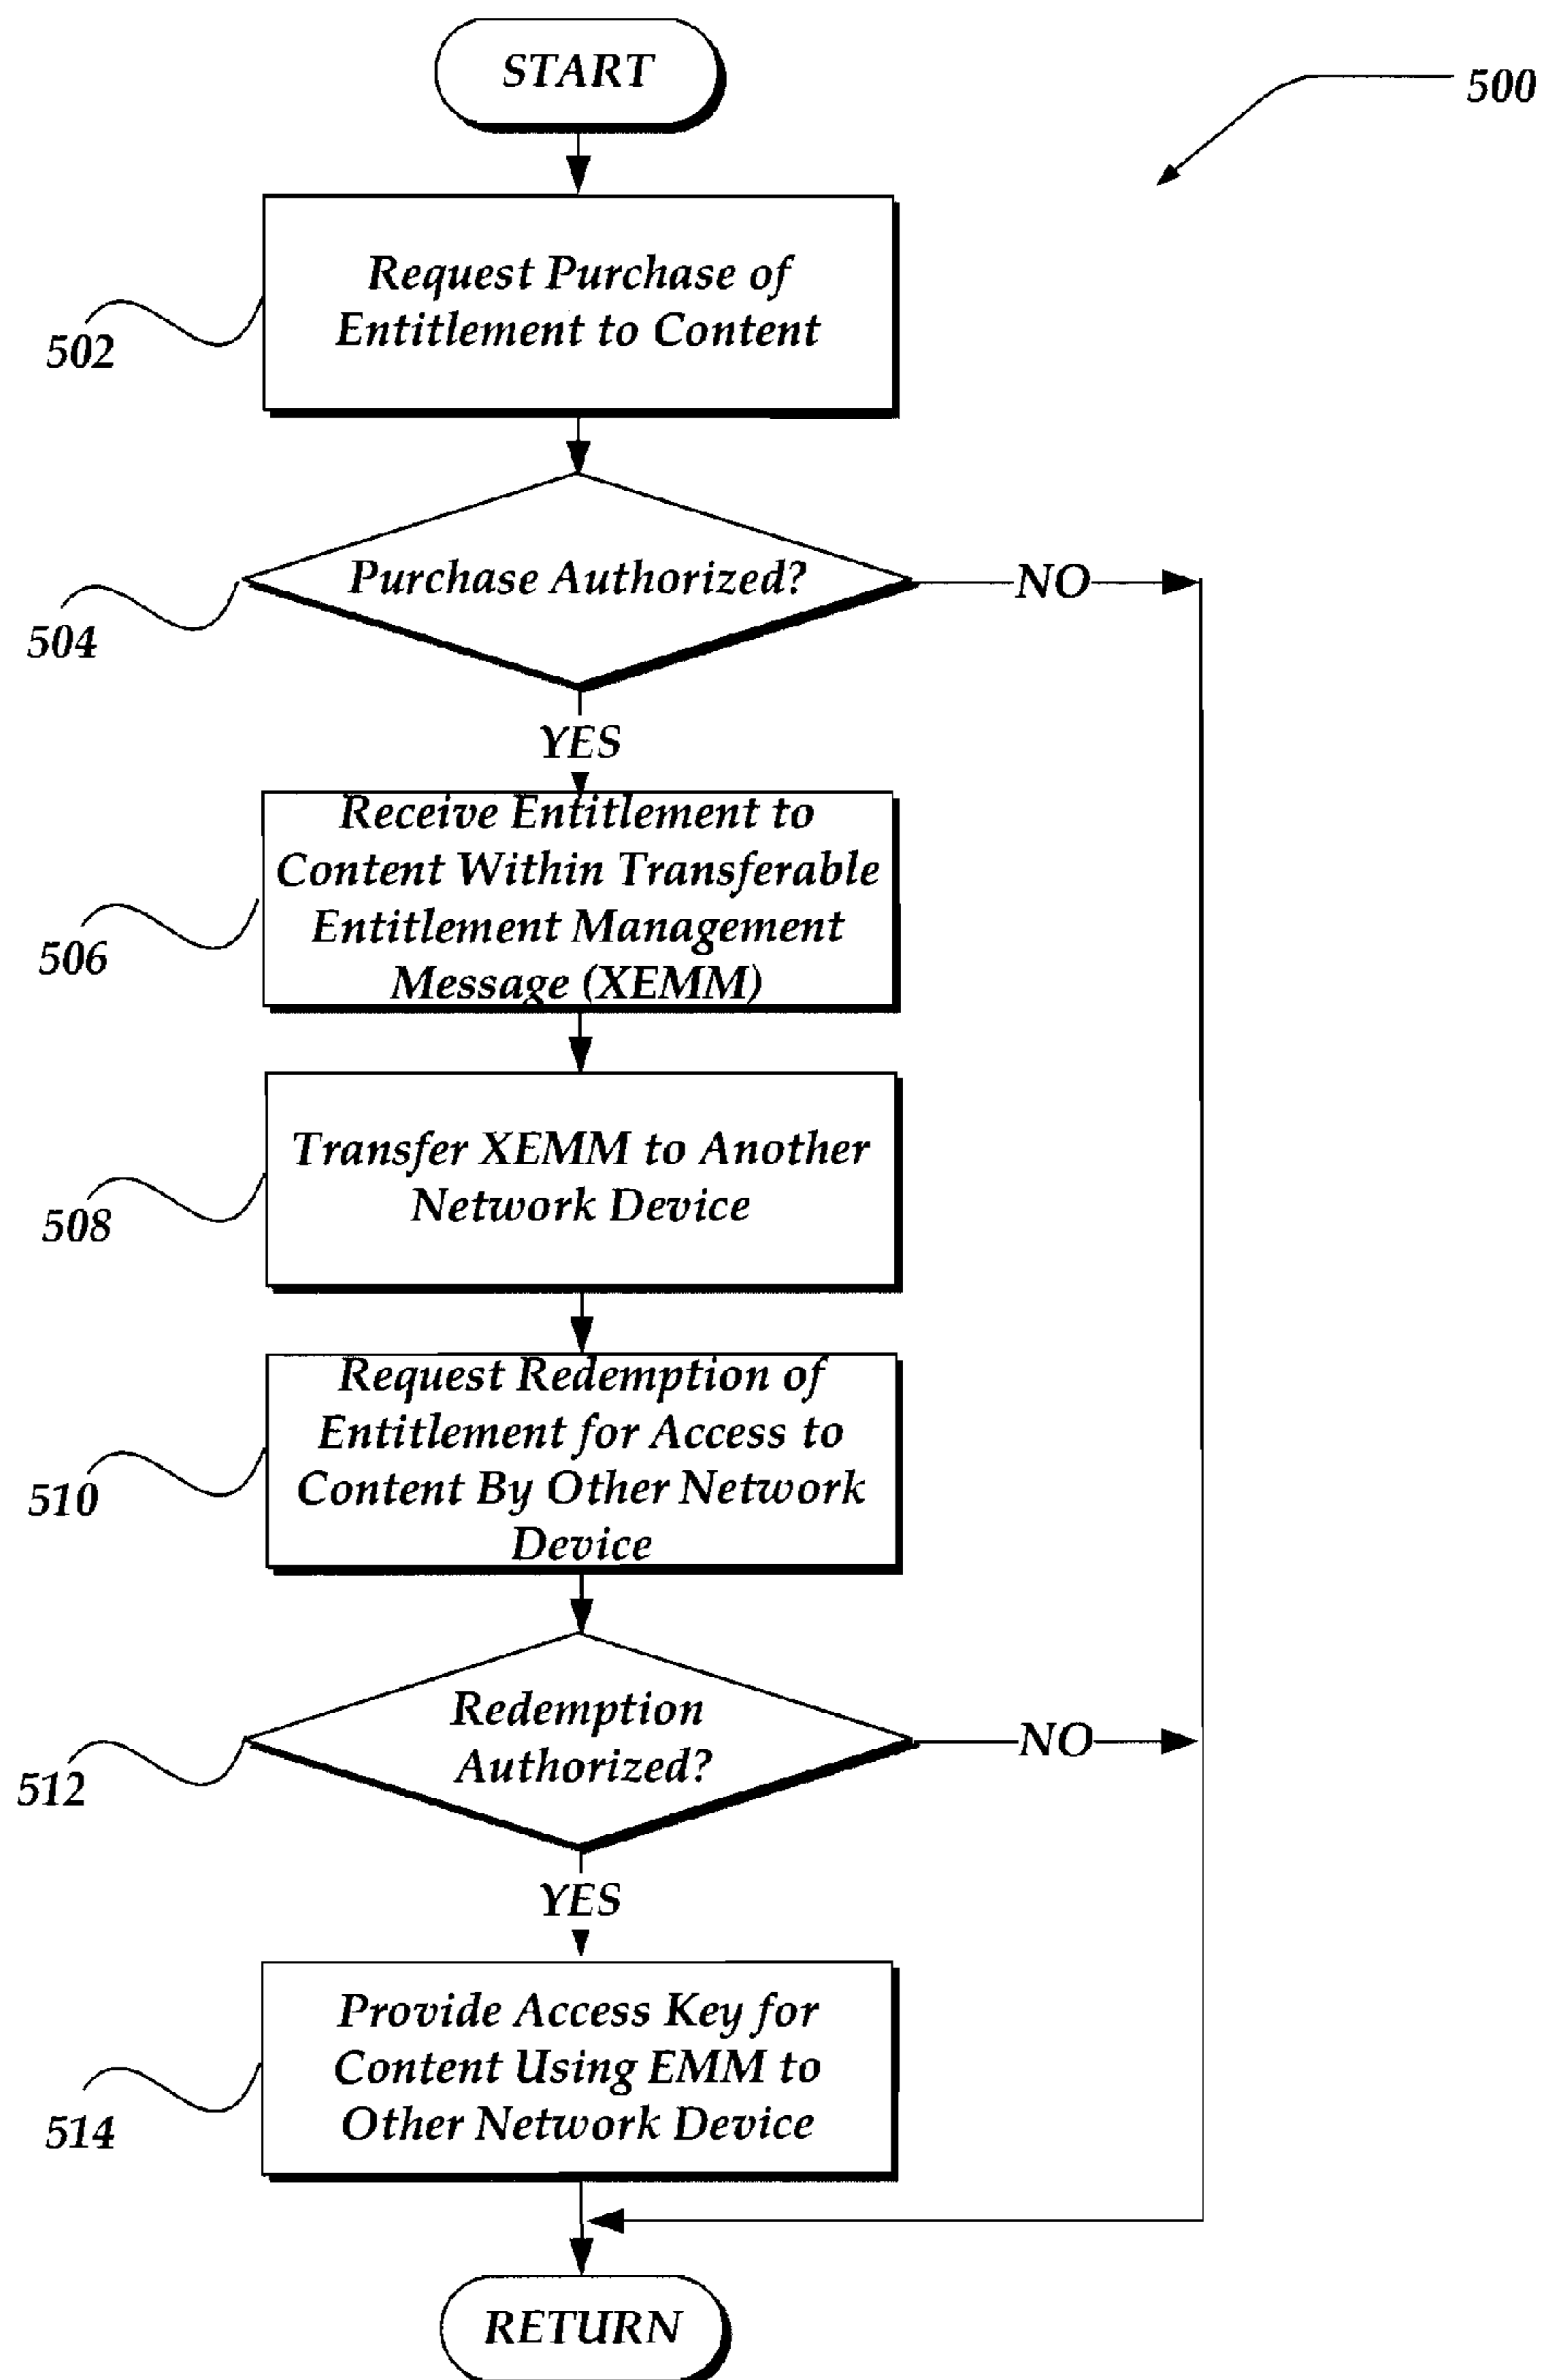 START
500
Request Purchase of
Entitlement to Content
502
Purchase Authorized?
NO
504
YES
Receive Entitlement to
Content Within Transferable
Entitlement Management
Message (XEMM)
506
Transfer XEMM to Another
Network Device
508
Request Redemption of
Entitlement for Access to
Content By Other Network
Device
510
Redemption
Authorized?
NO
512
YES
Provide Access Key for
Content Using EMM to
Other Network Device
514
RETURN